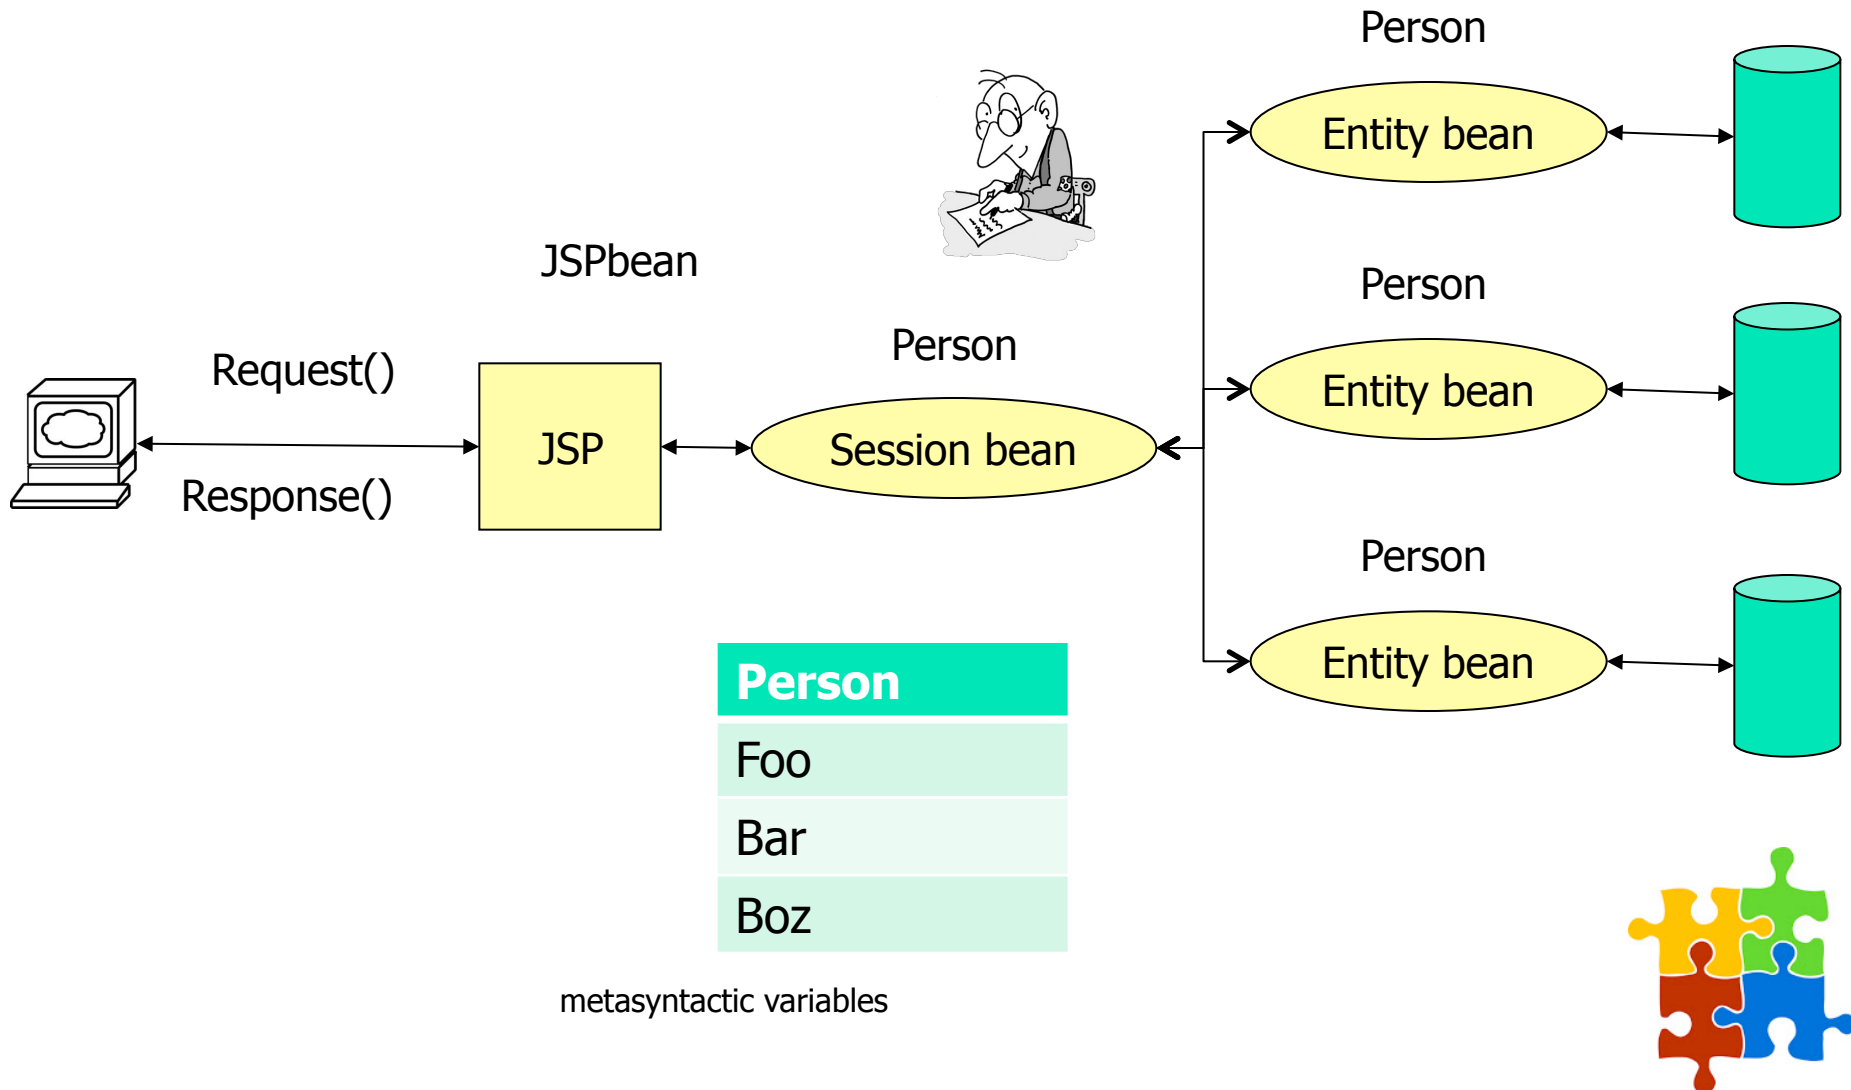 Person
Entity bean
JSPbean
Person
Entity bean
Person
Request()
JSP
Session bean
Response()
Person
Entity bean
Person
Foo
Bar
Boz
metasyntactic variables